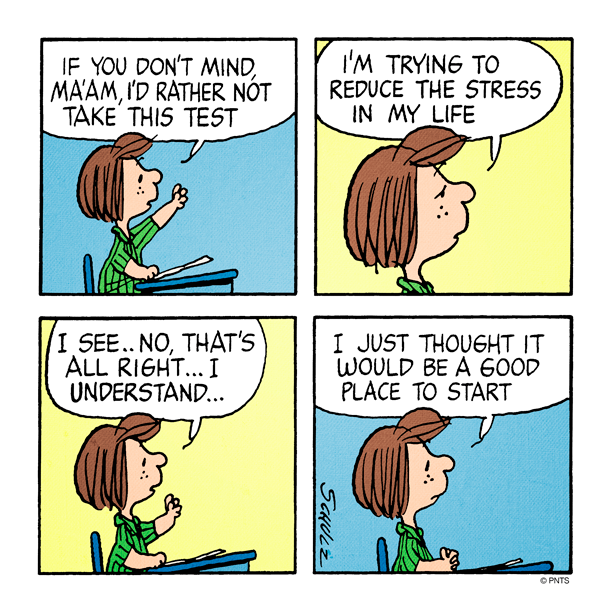 IF YOU DON'T MIND,
MA'AM, I'D RATHER NOT
TAKE THIS TEST
I'M TRYING TO
REDUCE THE STRESS
IN MY LIFE
I SEE.. NO, THAT'S
ALL RIGHT... I
UNDERSTAND...
I JUST THOUGHT IT
WOULD BE A GOOD
PLACE TO START
SCHULZ
© PNTS